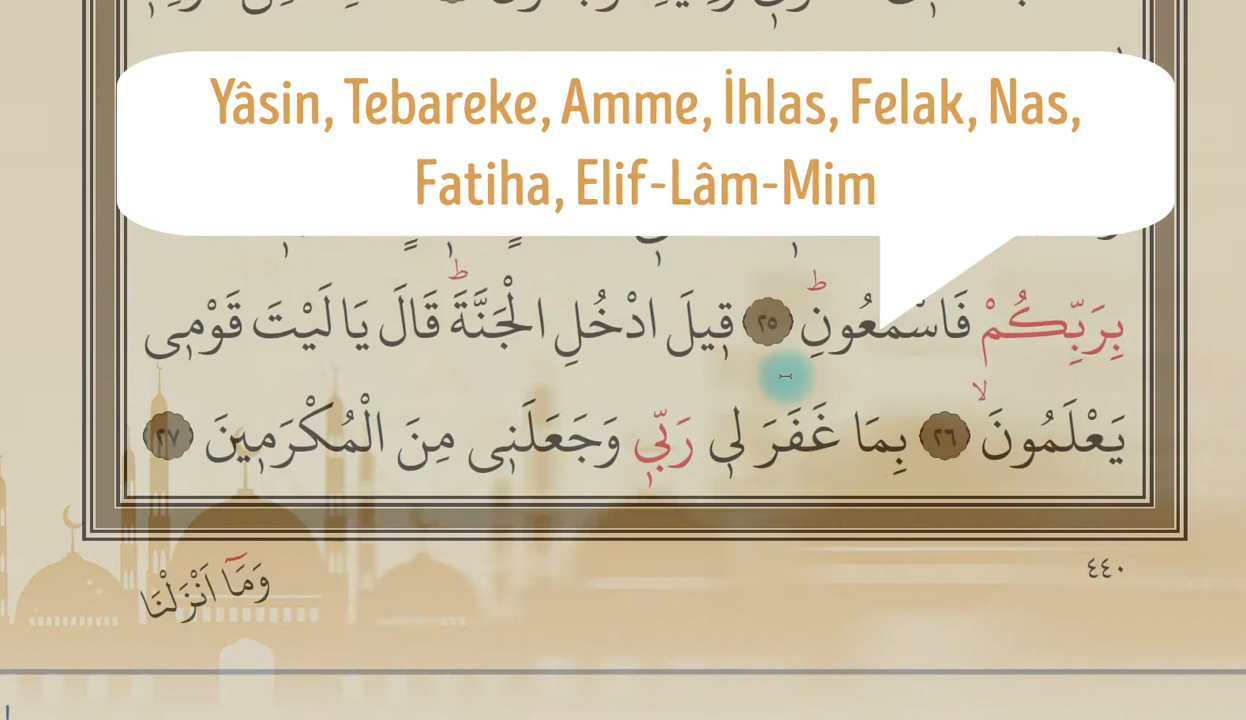 Yâsin, Tebareke, Amme, İhlas, Felak, Nas,
Fatiha, Elif-Lâm-Mim
بِرَبِّكُمْ فَاسْمَعُونِ ط ﴿٢٥﴾ قٖيلَ ادْخُلِ الْجَنَّةَ ط قَالَ يَا لَيْتَ قَوْمٖى
يَعْلَمُونَ لا ﴿٢٦﴾ بِمَا غَفَرَ لٖى رَبّٖى وَجَعَلَنٖى مِنَ الْمُكْرَمٖينَ ﴿٢٧﴾
٤٤٠
وَمَٓا اَنْزَلْنَا